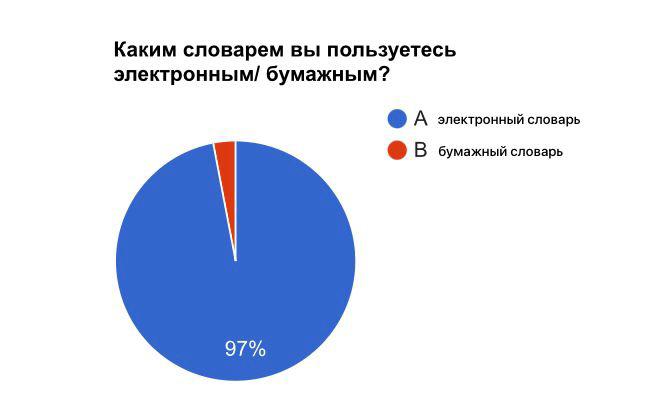 Каким словарем вы пользуетесь
электронным/ бумажным?
A электронный словарь
B бумажный словарь
97%